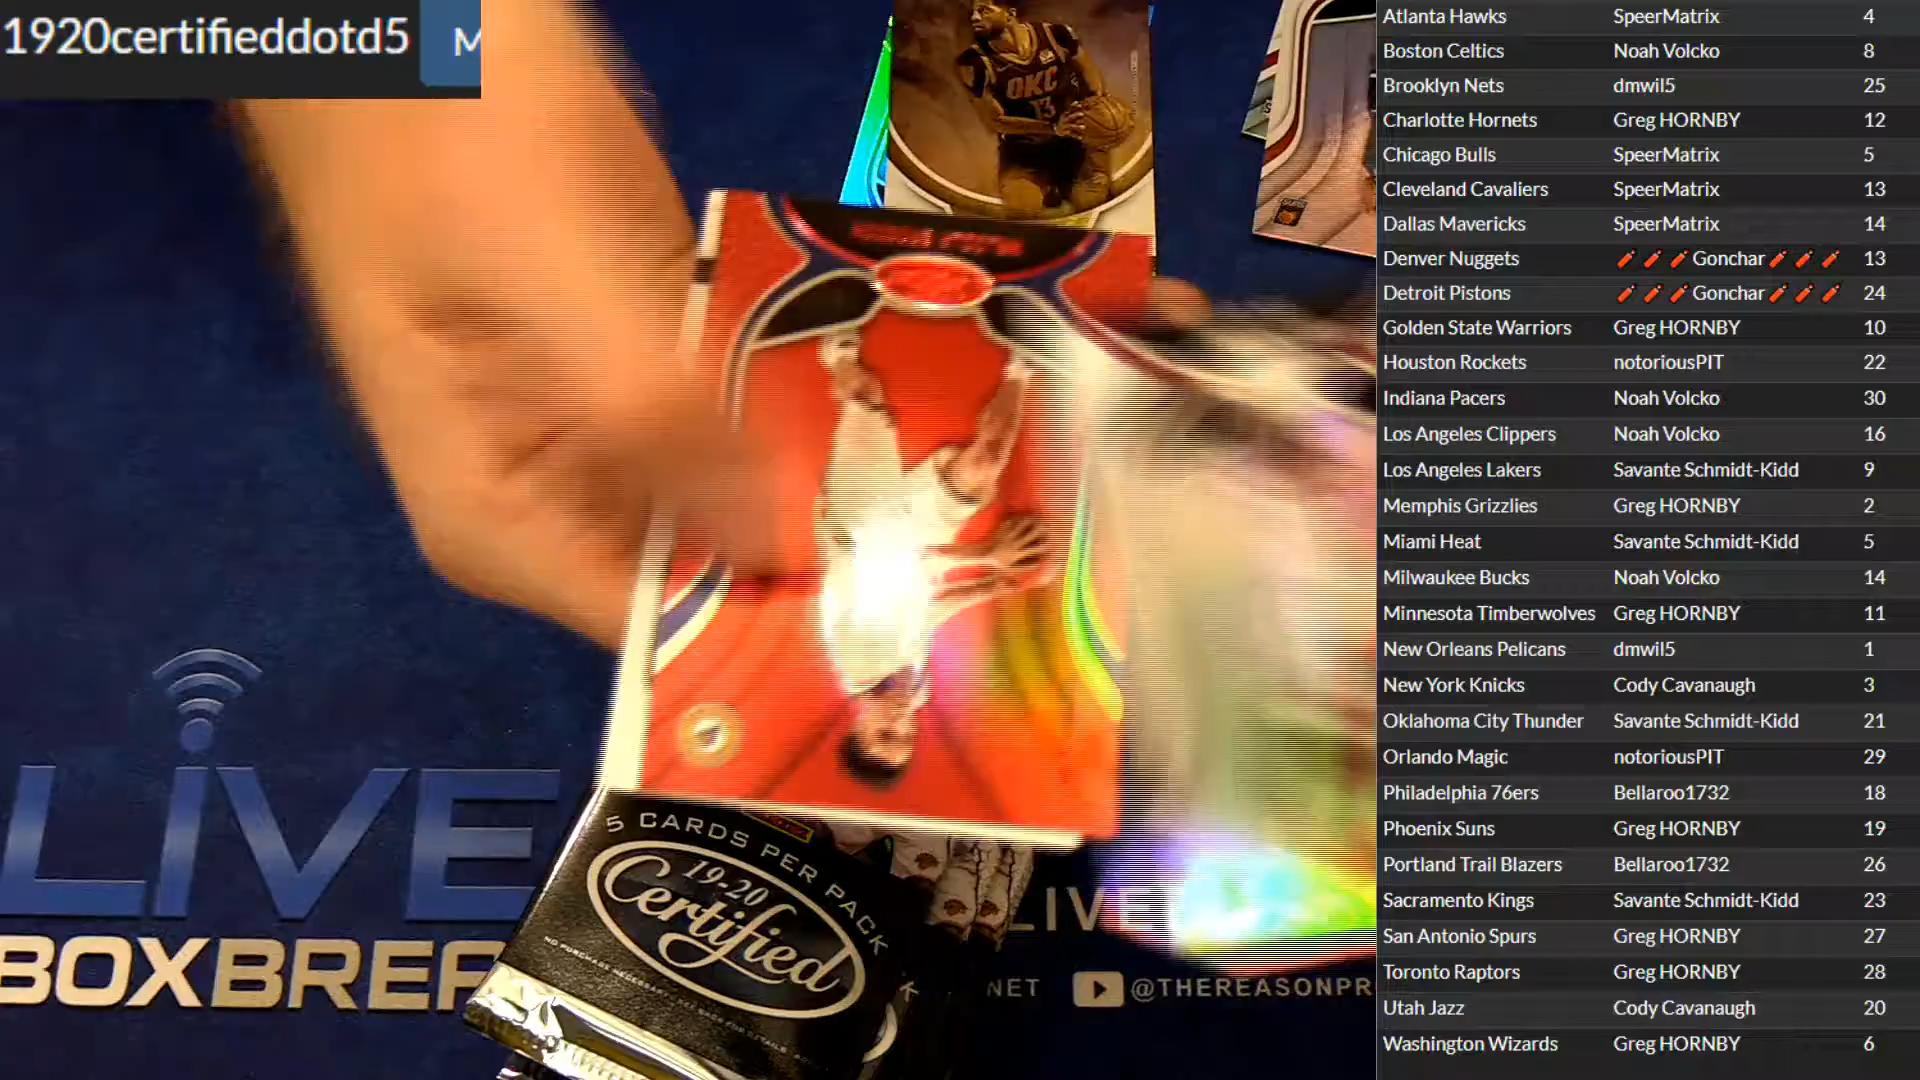 1920certifieddotd5
M
OKC
13
LIVE
BOXBREA
5 CARDS PER PACK
19-20
Certified
LIVE
NET
@THEREASONPR
Atlanta Hawks SpeerMatrix 4
Boston Celtics Noah Volcko 8
Brooklyn Nets dmwil5 25
Charlotte Hornets Greg HORNBY 12
Chicago Bulls SpeerMatrix 5
Cleveland Cavaliers SpeerMatrix 13
Dallas Mavericks SpeerMatrix 14
Denver Nuggets 🧨🧨🧨Gonchar🧨🧨🧨 13
Detroit Pistons 🧨🧨🧨Gonchar🧨🧨🧨 24
Golden State Warriors Greg HORNBY 10
Houston Rockets notoriousPIT 22
Indiana Pacers Noah Volcko 30
Los Angeles Clippers Noah Volcko 16
Los Angeles Lakers Savante Schmidt-Kidd 9
Memphis Grizzlies Greg HORNBY 2
Miami Heat Savante Schmidt-Kidd 5
Milwaukee Bucks Noah Volcko 14
Minnesota Timberwolves Greg HORNBY 11
New Orleans Pelicans dmwil5 1
New York Knicks Cody Cavanaugh 3
Oklahoma City Thunder Savante Schmidt-Kidd 21
Orlando Magic notoriousPIT 29
Philadelphia 76ers Bellaroo1732 18
Phoenix Suns Greg HORNBY 19
Portland Trail Blazers Bellaroo1732 26
Sacramento Kings Savante Schmidt-Kidd 23
San Antonio Spurs Greg HORNBY 27
Toronto Raptors Greg HORNBY 28
Utah Jazz Cody Cavanaugh 20
Washington Wizards Greg HORNBY 6